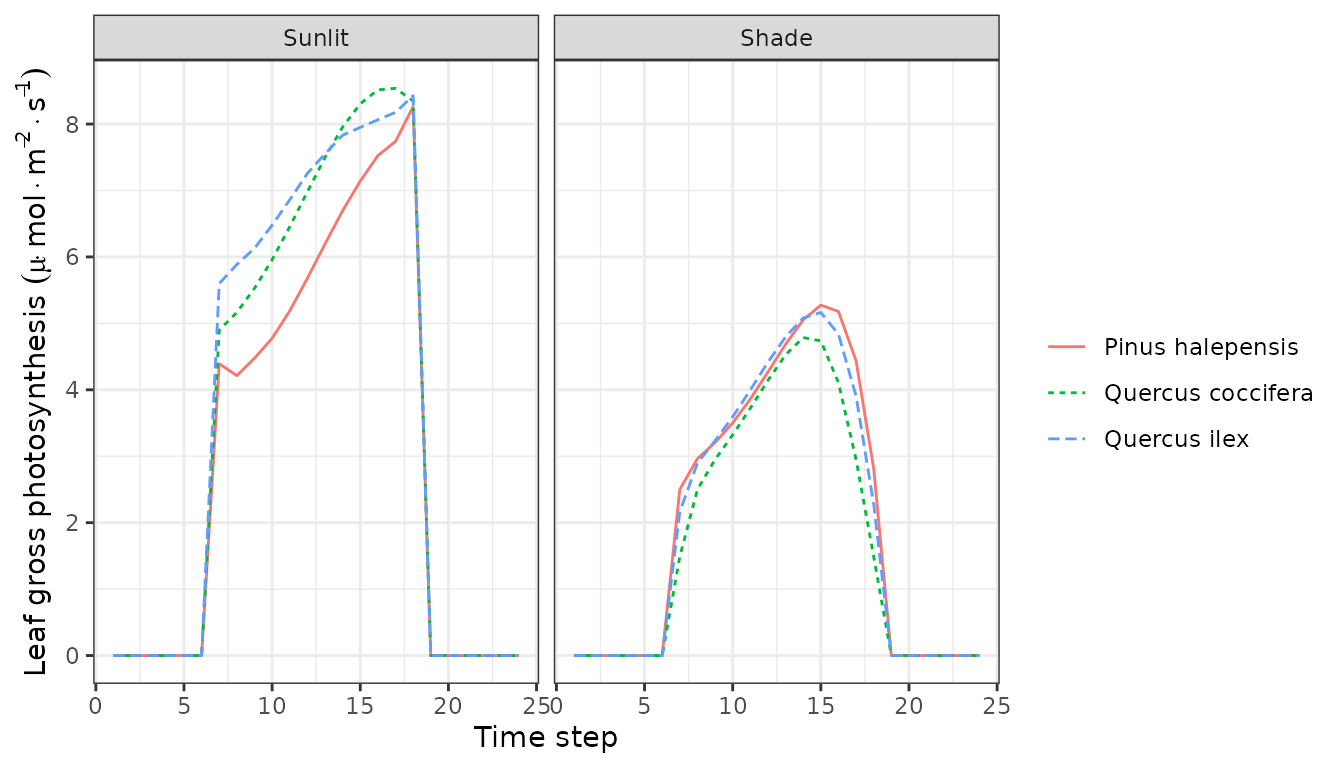 Sunlit
Shade
Leaf gross photosynthesis (μ mol · m⁻² · s⁻¹)
8
6
4
2
0
0 5 10 15 20 25
0 5 10 15 20 25
Time step
Pinus halepensis
Quercus coccifera
Quercus ilex